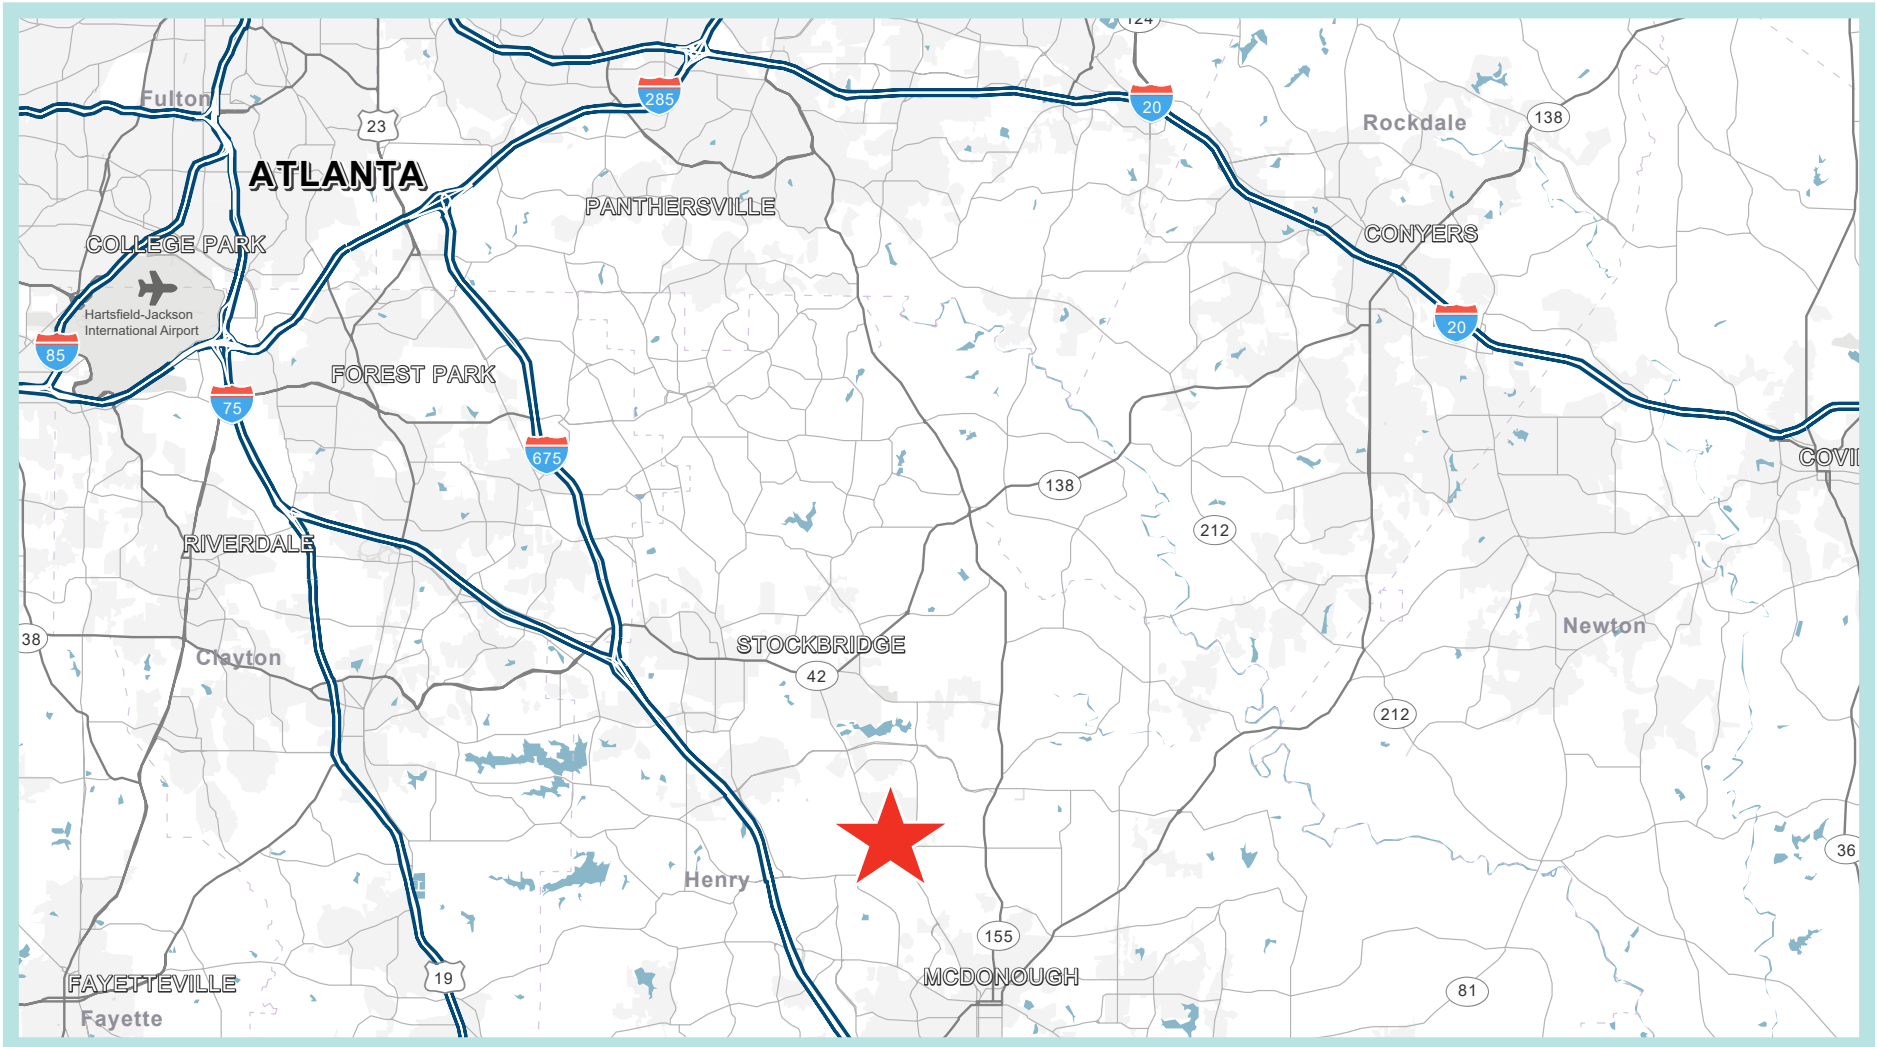 124
Fulton
285
20
138
23
Rockdale
ATLANTA
PANTHERSVILLE
COLLEGE PARK
CONYERS
Hartsfield-Jackson
International Airport
20
85
FOREST PARK
75
675
COVI
138
212
RIVERDALE
Newton
38
STOCKBRIDGE
Clayton
42
212
36
Henry
155
MCDONOUGH
19
FAYETTEVILLE
81
Fayette